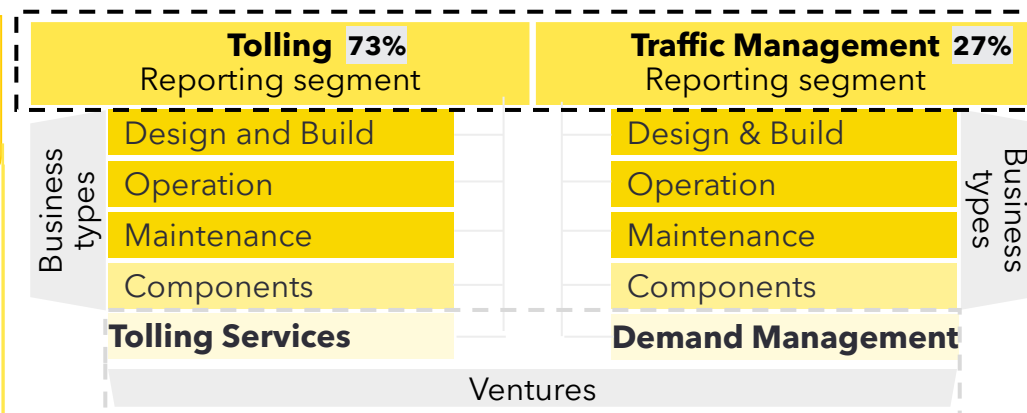 Tolling 73%
Reporting segment
Traffic Management 27%
Reporting segment
Business
types
Design and Build
Operation
Maintenance
Components
Tolling Services
Design & Build
Operation
Maintenance
Components
Demand Management
Business
types
Ventures